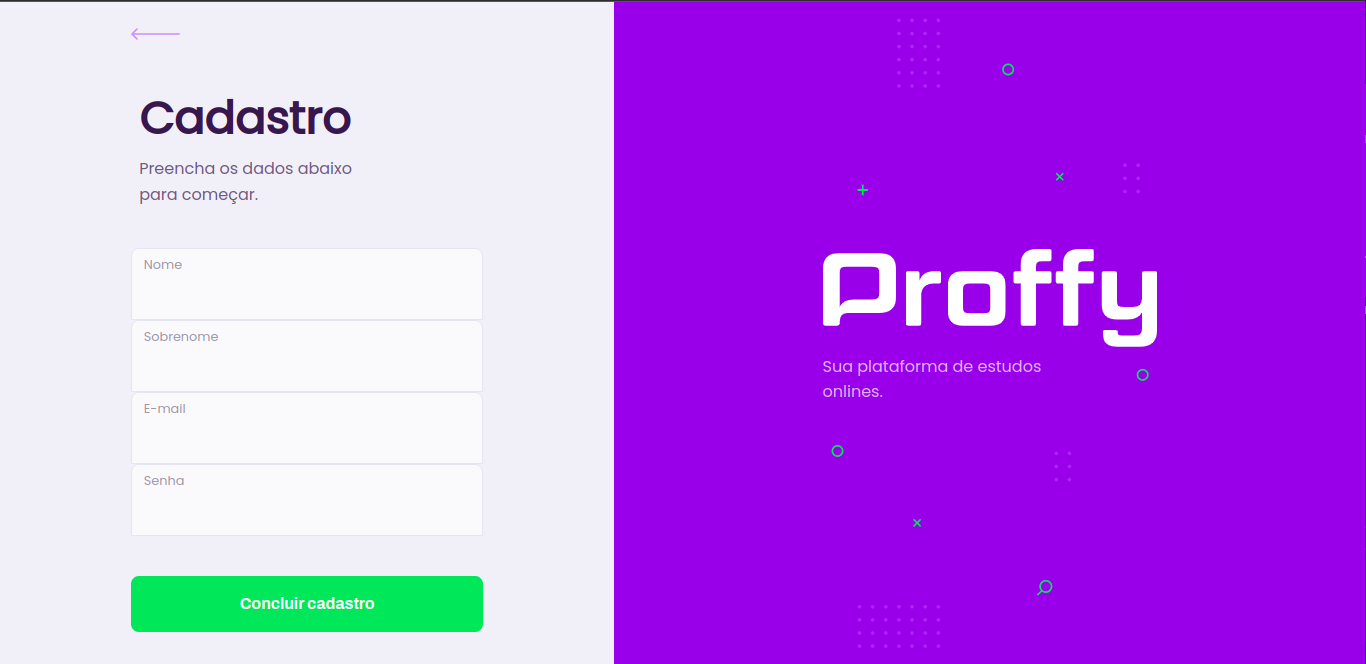 Cadastro
Preencha os dados abaixo
para começar.
Nome
Sobrenome
E-mail
Senha
Concluir cadastro
Proffy
Sua plataforma de estudos
onlines.